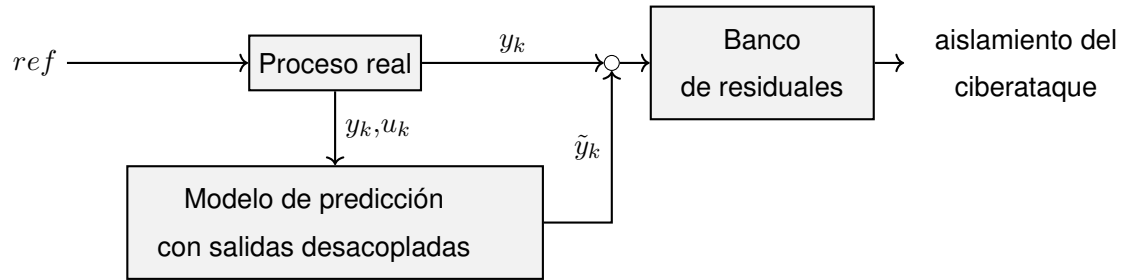 ref
Proceso real
y_k
Banco
de residuales
aislamiento del
ciberataque
y_k,u_k
ỹ_k
Modelo de predicción
con salidas desacopladas